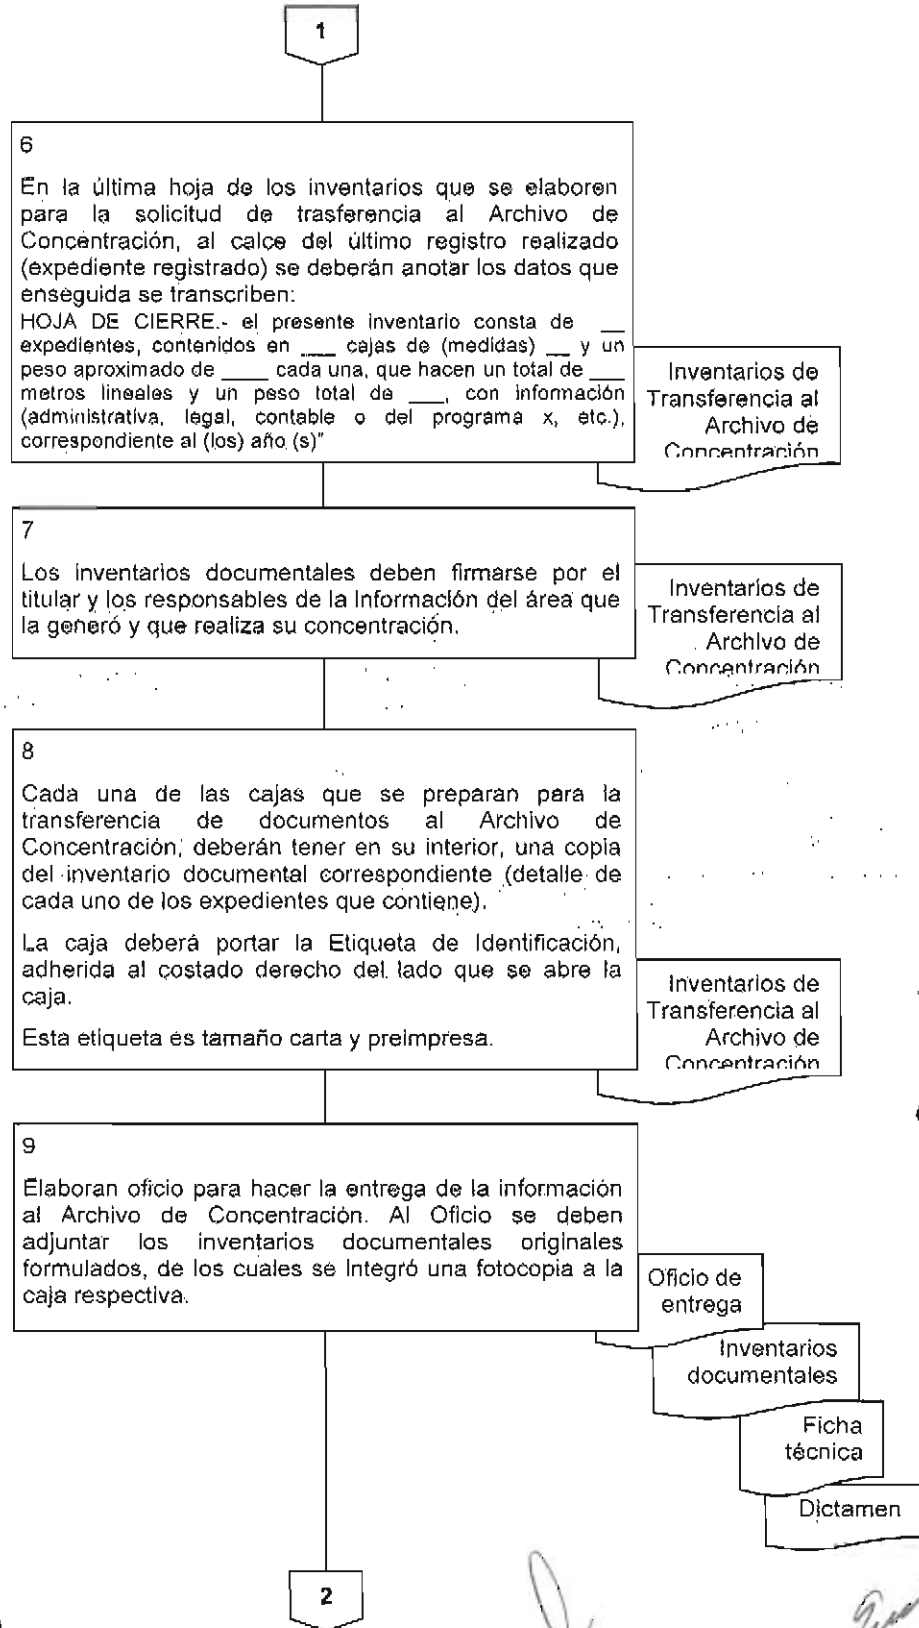 1
6
En la última hoja de los inventarios que se elaboren
para la solicitud de trasferencia al Archivo de
Concentración, al calce del último registro realizado
(expediente registrado) se deberán anotar los datos que
enseguida se transcriben:
HOJA DE CIERRE.- el presente inventario consta de __
expedientes, contenidos en ___ cajas de (medidas) __ y un
peso aproximado de ____ cada una, que hacen un total de ___
metros lineales y un peso total de ___, con información
(administrativa, legal, contable o del programa x, etc.),
correspondiente al (los) año (s)"
Inventarios de
Transferencia al
Archivo de
Concentración
7
Los inventarios documentales deben firmarse por el
titular y los responsables de la Información del área que
la generó y que realiza su concentración.
Inventarios de
Transferencia al
Archivo de
Concentración
8
Cada una de las cajas que se preparan para la
transferencia de documentos al Archivo de
Concentración, deberán tener en su interior, una copia
del inventario documental correspondiente (detalle de
cada uno de los expedientes que contiene).
La caja deberá portar la Etiqueta de Identificación,
adherida al costado derecho del lado que se abre la
caja.
Esta etiqueta es tamaño carta y preimpresa.
Inventarios de
Transferencia al
Archivo de
Concentración
9
Elaboran oficio para hacer la entrega de la información
al Archivo de Concentración. Al Oficio se deben
adjuntar los inventarios documentales originales
formulados, de los cuales se Integró una fotocopia a la
caja respectiva.
Oficio de
entrega
Inventarios
documentales
Ficha
técnica
Dictamen
2